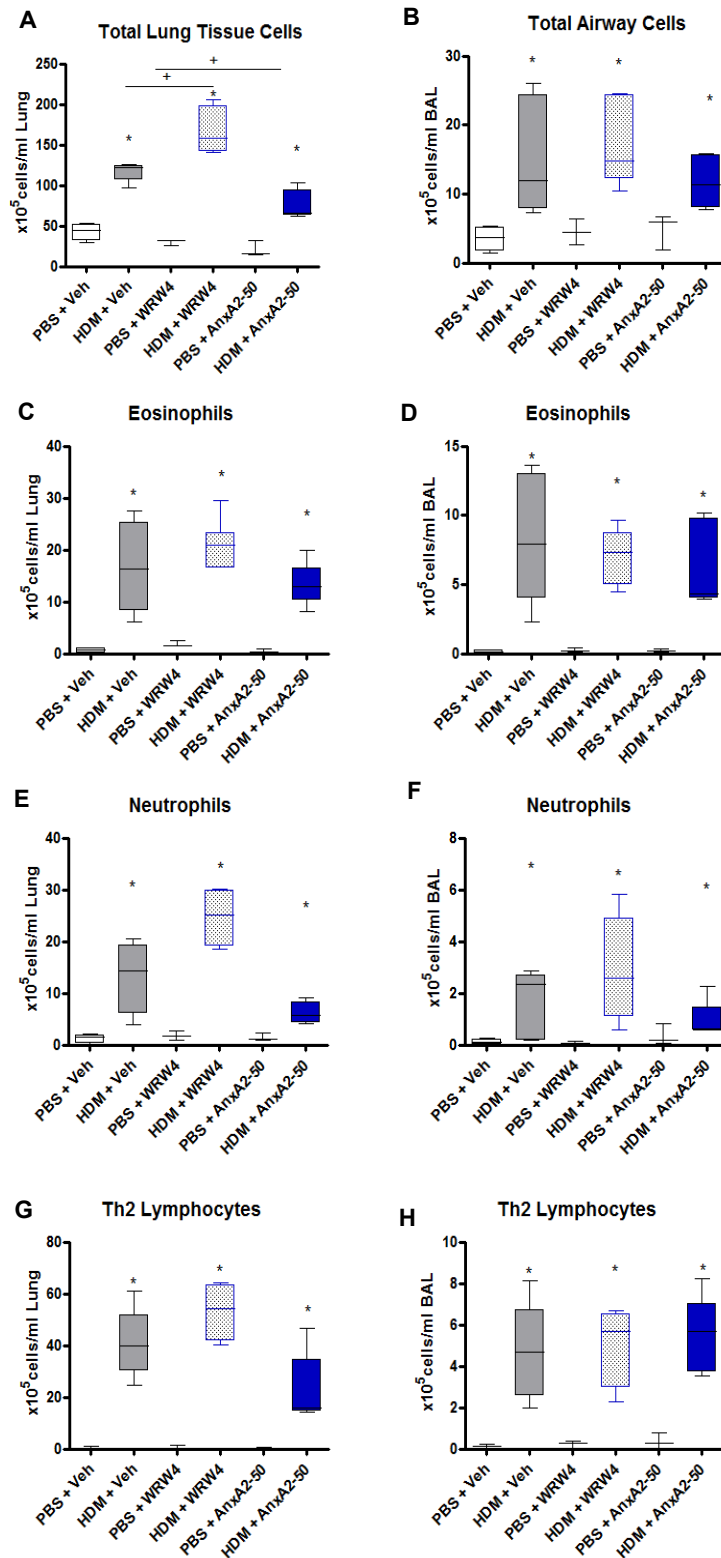 A
Total Lung Tissue Cells
x10⁵cells/ml Lung
250
200
150
100
50
0
+
+
*
*
*
PBS + Veh
HDM + Veh
PBS + WRW4
HDM + WRW4
PBS + AnxA2-50
HDM + AnxA2-50
B
Total Airway Cells
x10⁵cells/ml BAL
30
20
10
0
*
*
*
PBS + Veh
HDM + Veh
PBS + WRW4
HDM + WRW4
PBS + AnxA2-50
HDM + AnxA2-50
C
Eosinophils
x10⁵cells/ml Lung
40
30
20
10
0
*
*
*
PBS + Veh
HDM + Veh
PBS + WRW4
HDM + WRW4
PBS + AnxA2-50
HDM + AnxA2-50
D
Eosinophils
x10⁵cells/ml BAL
15
10
5
0
*
*
*
PBS + Veh
HDM + Veh
PBS + WRW4
HDM + WRW4
PBS + AnxA2-50
HDM + AnxA2-50
E
Neutrophils
x10⁵cells/ml Lung
40
30
20
10
0
*
*
*
PBS + Veh
HDM + Veh
PBS + WRW4
HDM + WRW4
PBS + AnxA2-50
HDM + AnxA2-50
F
Neutrophils
x10⁵cells/ml BAL
8
6
4
2
0
*
*
*
PBS + Veh
HDM + Veh
PBS + WRW4
HDM + WRW4
PBS + AnxA2-50
HDM + AnxA2-50
G
Th2 Lymphocytes
x10⁵cells/ml Lung
80
60
40
20
0
*
*
*
PBS + Veh
HDM + Veh
PBS + WRW4
HDM + WRW4
PBS + AnxA2-50
HDM + AnxA2-50
H
Th2 Lymphocytes
x10⁵cells/ml BAL
10
8
6
4
2
0
*
*
*
PBS + Veh
HDM + Veh
PBS + WRW4
HDM + WRW4
PBS + AnxA2-50
HDM + AnxA2-50